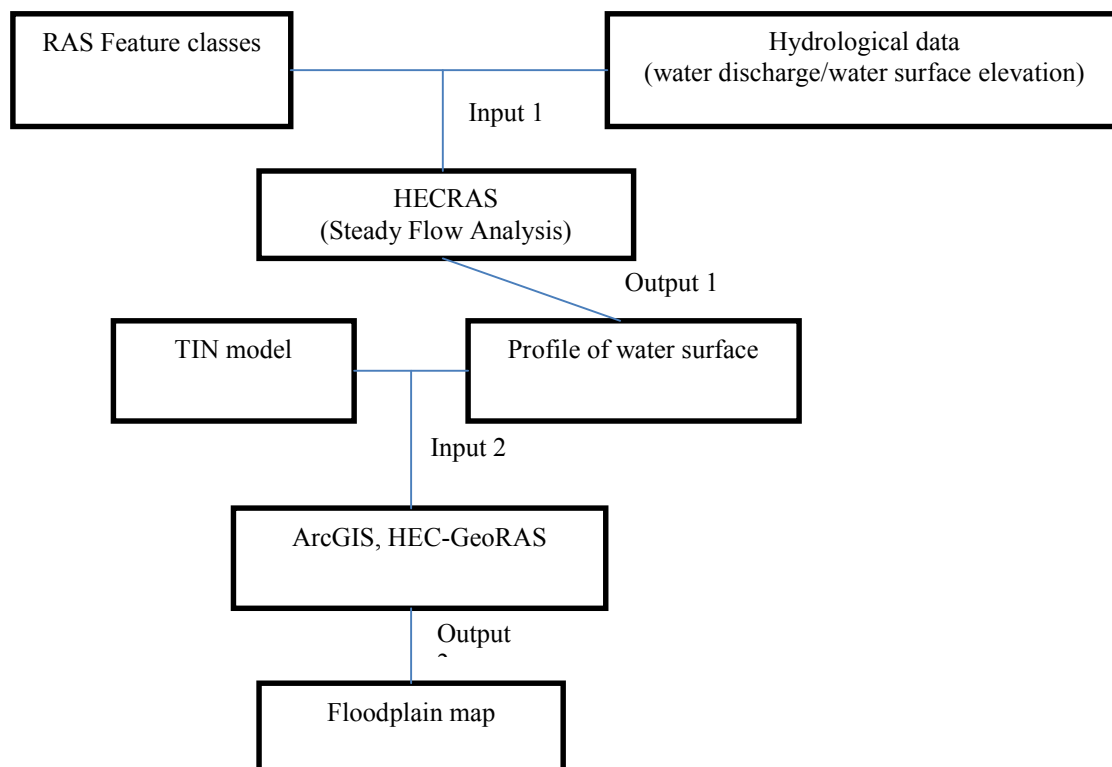 RAS Feature classes
Hydrological data
(water discharge/water surface elevation)
Input 1
HECRAS
(Steady Flow Analysis)
Output 1
TIN model
Profile of water surface
Input 2
ArcGIS, HEC-GeoRAS
Output
Floodplain map